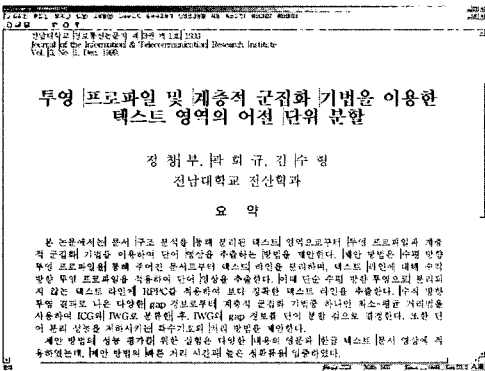 전남대학교 정보통신논문지 제 3권 제 1호 1999
Journal of the Information & Telecommunication Research Institute
Vol. 3, No. 1, Dec. 1999.
투영 프로파일 및 계층적 군집화 기법을 이용한
텍스트 영역의 어절 단위 분할
정 창 부, 곽 희 규, 김 수 형
전남대학교 전산학과
요 약
본 논문에서는 문서 구조 분석을 통해 분리된 텍스트 영역으로부터 투영 프로파일과 계층
적 군집화 기법을 이용하여 단어 영상을 추출하는 방법을 제안한다. 제안 방법은 수평 방향
투영 프로파일을 통해 주어진 문서로부터 텍스트 라인을 분리하며, 텍스트 라인에 대해 수직
방향 투영 프로파일을 적용하여 단어 영상을 추출한다. 이때 단순 수평 방향 투영으로 분리되
지 않는 텍스트 라인에 RPPC를 적용하여 보다 정확한 텍스트 라인을 추출한다. 수직 방향
투영 결과로 나온 다양한 gap 정보로부터 계층적 군집화 기법중 하나인 최소-평균 거리법을
사용하여 ICG와 IWG로 분류한 후, IWG의 gap 정보를 단어 분할 점으로 결정한다. 또한 단
어 분리 성능을 저하시키는 특수기호의 처리 방법을 제안한다.
제안 방법의 성능 평가를 위한 실험은 다양한 내용의 영문과 한글 텍스트 문서 영상에 적
용하였는데, 제안 방법의 빠른 처리 시간과 높은 정확률을 입증하였다.